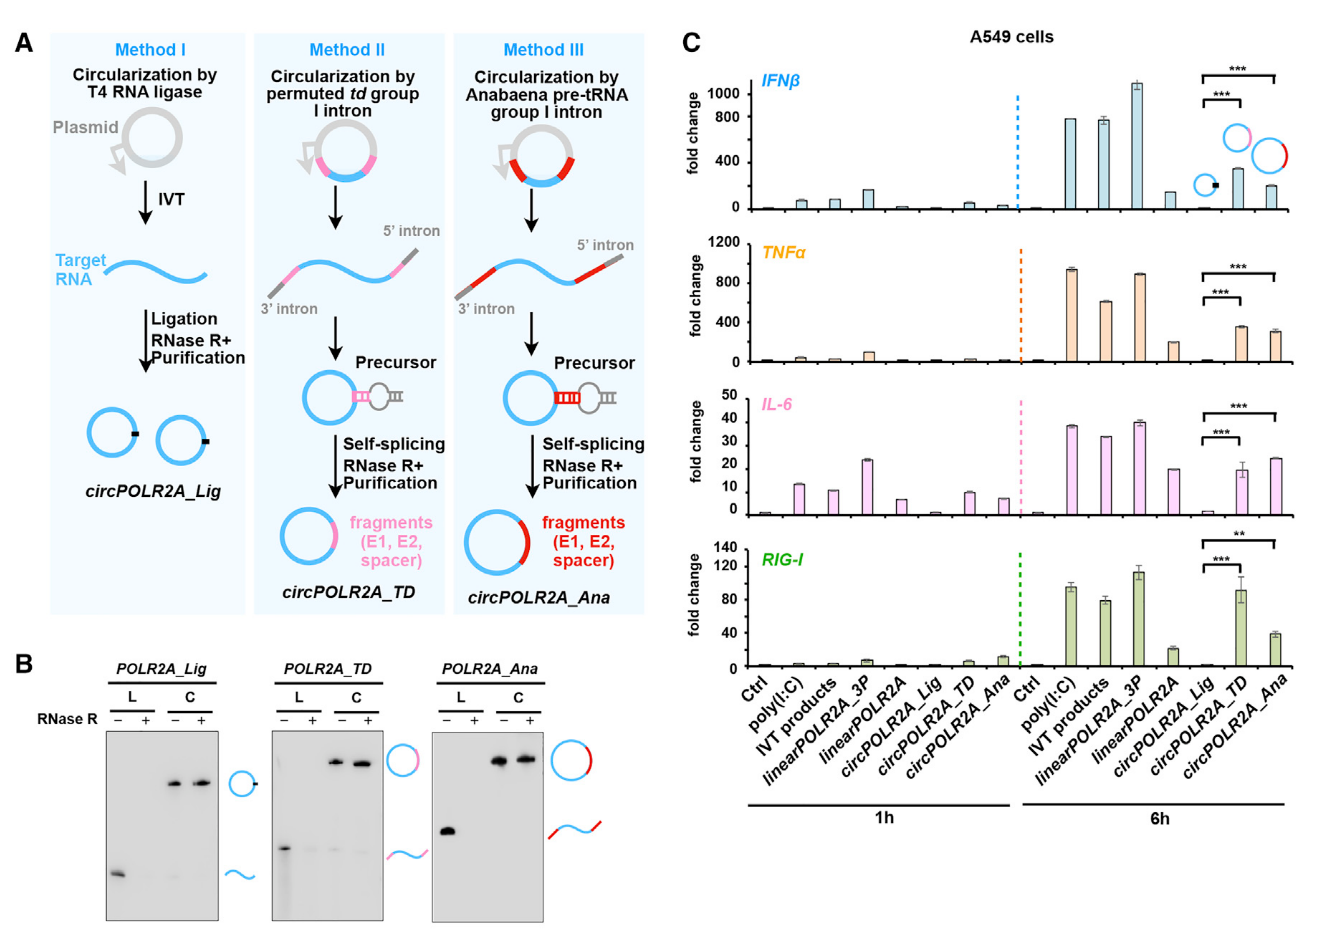 A
Method I
Circularization by
T4 RNA ligase
Plasmid
IVT
Target
RNA
Ligation
RNase R+
Purification
circPOLR2A_Lig
Method II
Circularization by
permuted td group
I intron
5' intron
3' intron
Precursor
Self-splicing
RNase R+
Purification
fragments
(E1, E2,
spacer)
circPOLR2A_TD
Method III
Circularization by
Anabaena pre-tRNA
group I intron
5' intron
3' intron
Precursor
Self-splicing
RNase R+
Purification
fragments
(E1, E2,
spacer)
circPOLR2A_Ana
B
POLR2A_Lig
POLR2A_TD
POLR2A_Ana
L C
L C
L C
RNase R − + − +
− + − +
− + − +
C
A549 cells
IFNβ
fold change
1000
800
400
0
***
***
TNFα
fold change
1200
800
400
0
***
***
IL-6
fold change
50
40
30
20
10
0
***
***
RIG-I
fold change
140
120
80
40
0
**
***
Ctrl
poly(I:C)
IVT products
linearPOLR2A_3P
linearPOLR2A
circPOLR2A_Lig
circPOLR2A_TD
circPOLR2A_Ana
Ctrl
poly(I:C)
IVT products
linearPOLR2A_3P
linearPOLR2A
circPOLR2A_Lig
circPOLR2A_TD
circPOLR2A_Ana
1h
6h